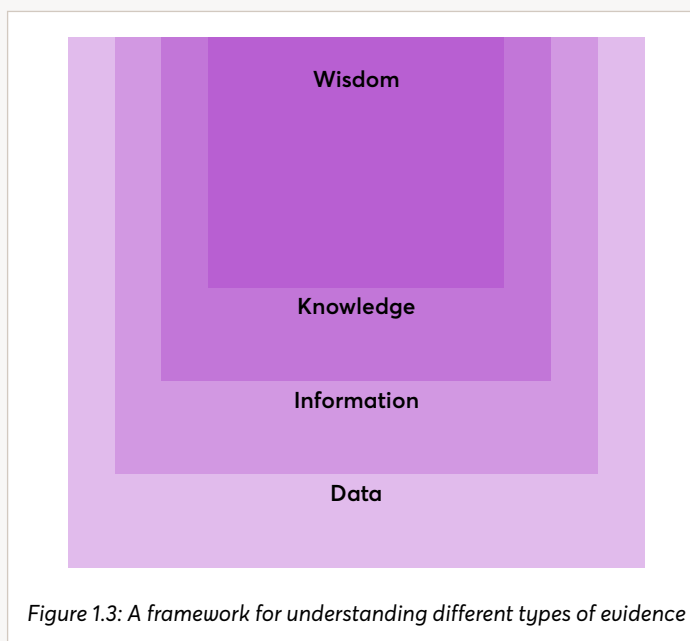 Wisdom
Knowledge
Information
Data
Figure 1.3: A framework for understanding different types of evidence